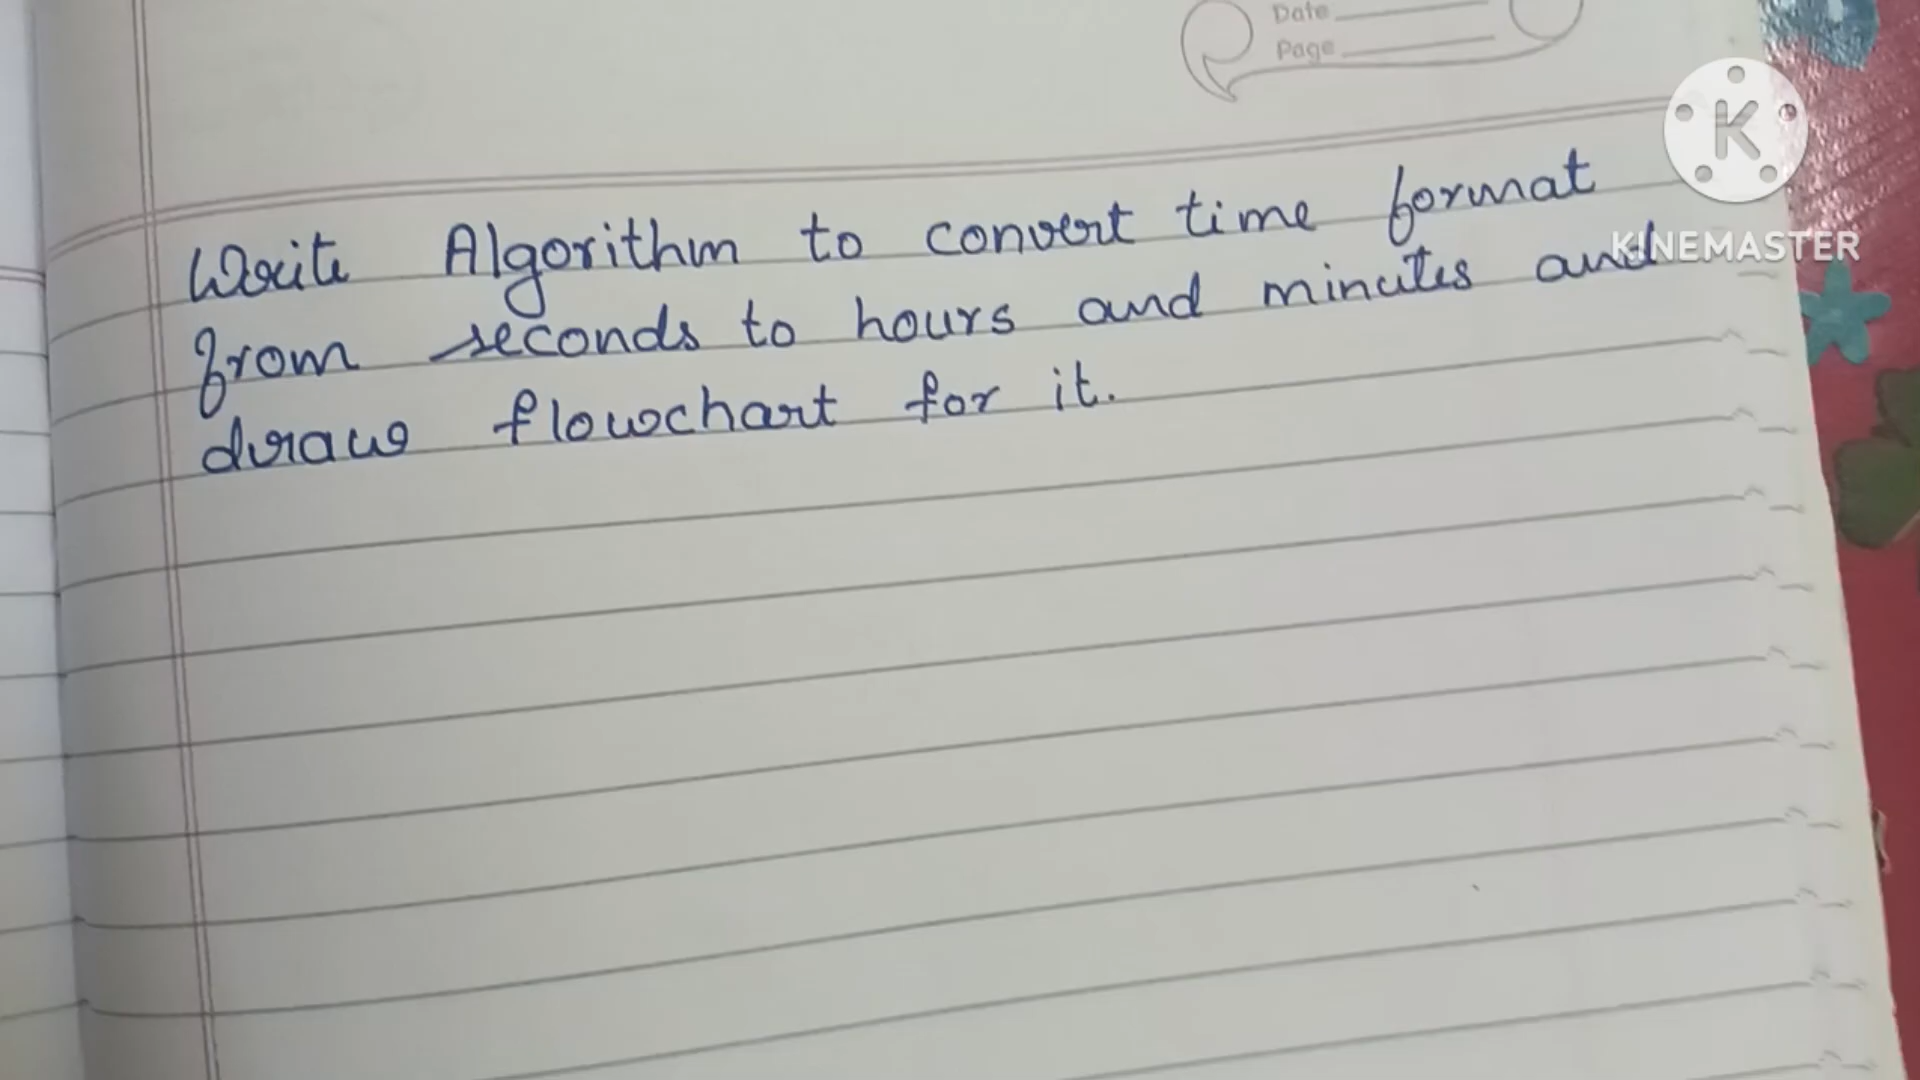 Date
Page
K
KINEMASTER
Write Algorithm to convert time format
from seconds to hours and minutes and
draw flowchart for it.